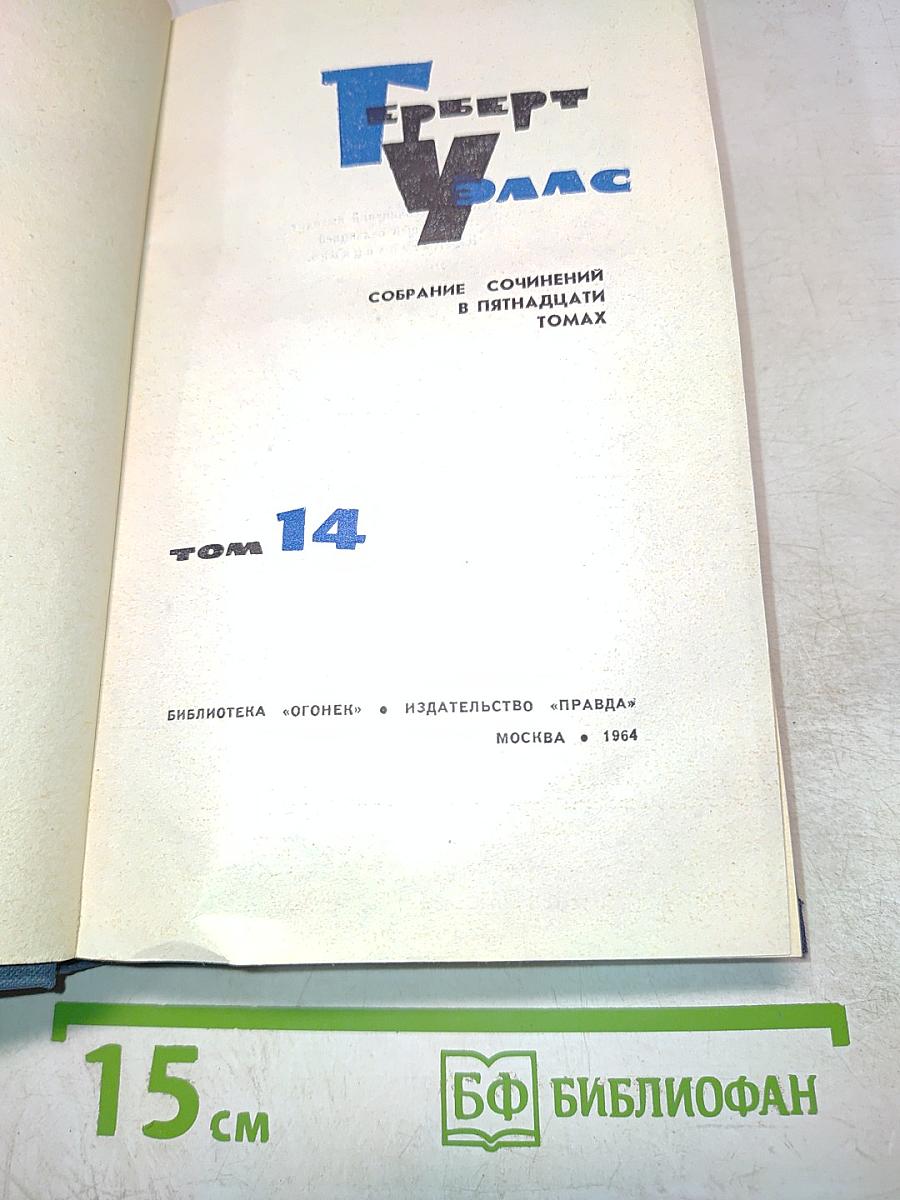 Герберт
Уэллс
СОБРАНИЕ СОЧИНЕНИЙ
В ПЯТНАДЦАТИ
ТОМАХ
ТОМ 14
БИБЛИОТЕКА «ОГОНЕК» • ИЗДАТЕЛЬСТВО «ПРАВДА»
МОСКВА • 1964
15 см
БФ БИБЛИОФАН